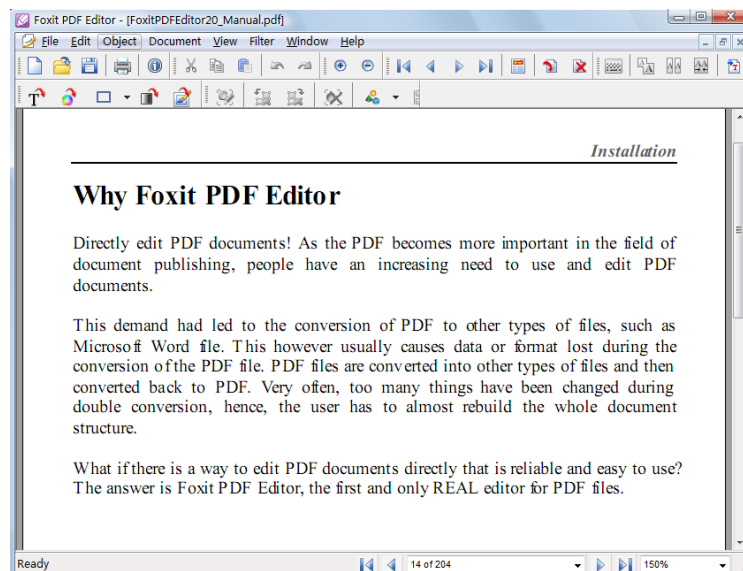 Foxit PDF Editor - [FoxitPDFEditor20_Manual.pdf]
File Edit Object Document View Filter Window Help
Installation
Why Foxit PDF Editor
Directly edit PDF documents! As the PDF becomes more important in the field of
document publishing, people have an increasing need to use and edit PDF
documents.
This demand had led to the conversion of PDF to other types of files, such as
Microsoft Word file. This however usually causes data or format lost during the
conversion of the PDF file. PDF files are converted into other types of files and then
converted back to PDF. Very often, too many things have been changed during
double conversion, hence, the user has to almost rebuild the whole document
structure.
What if there is a way to edit PDF documents directly that is reliable and easy to use?
The answer is Foxit PDF Editor, the first and only REAL editor for PDF files.
Ready 14 of 204 150%